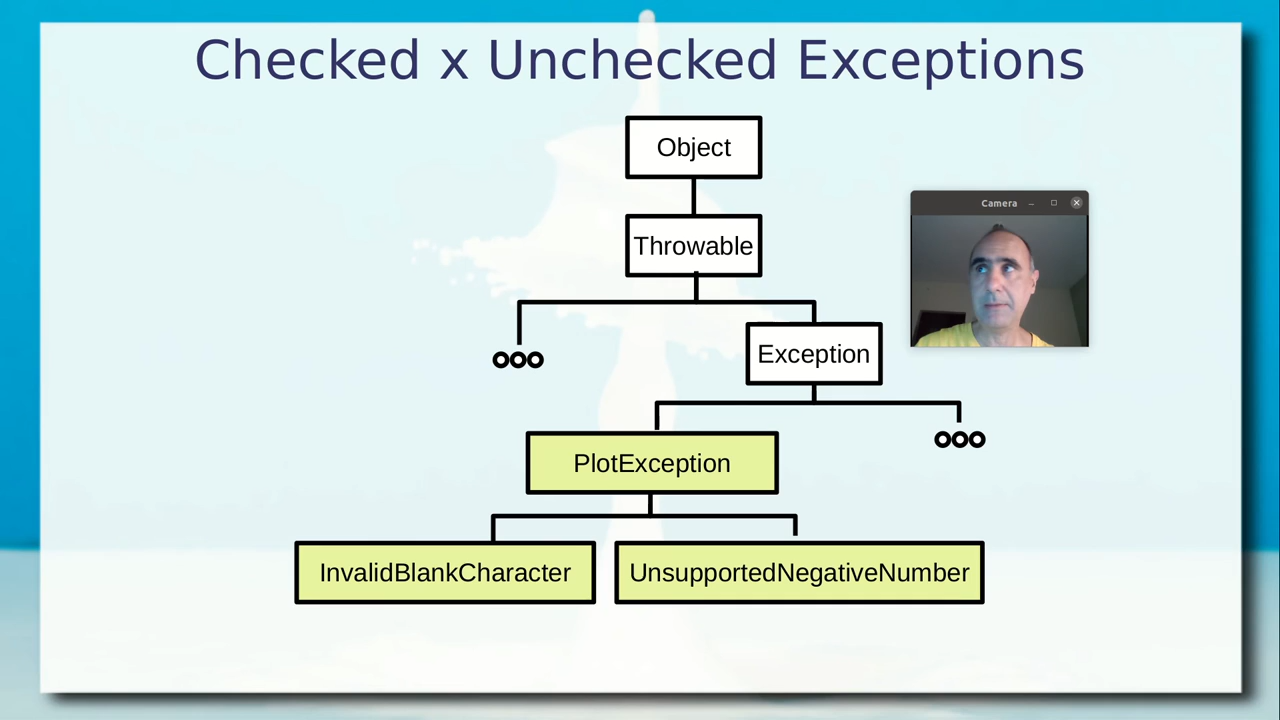 Checked x Unchecked Exceptions
Object
Throwable
Camera
Exception
PlotException
InvalidBlankCharacter
UnsupportedNegativeNumber